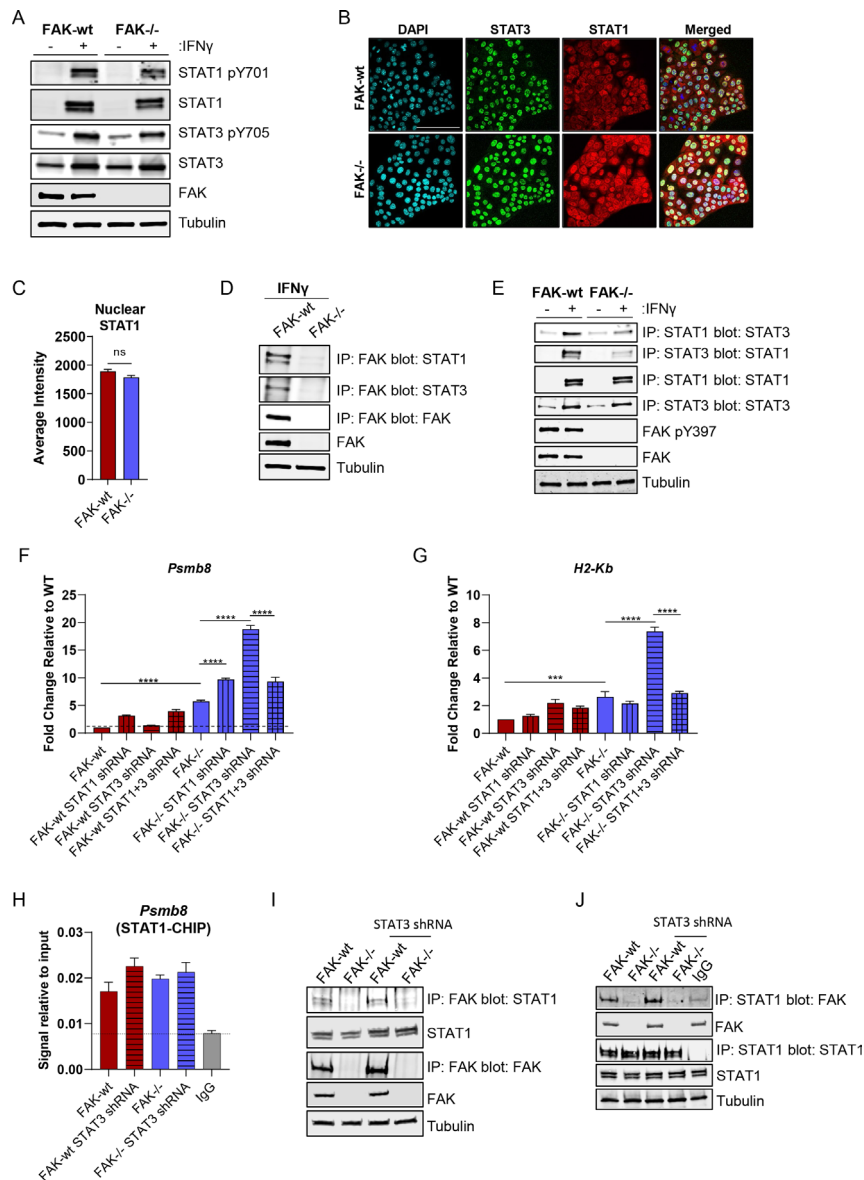 A
FAK-wt FAK-/-
- + - + :IFNγ
STAT1 pY701
STAT1
STAT3 pY705
STAT3
FAK
Tubulin
B
DAPI STAT3 STAT1 Merged
FAK-wt
FAK-/-
C
Nuclear
STAT1
Average Intensity
2500
2000
1500
1000
500
0
ns
FAK-wt
FAK-/-
D
IFNγ
FAK-wt
FAK-/-
IP: FAK blot: STAT1
IP: FAK blot: STAT3
IP: FAK blot: FAK
FAK
Tubulin
E
FAK-wt FAK-/-
- + - + :IFNγ
IP: STAT1 blot: STAT3
IP: STAT3 blot: STAT1
IP: STAT1 blot: STAT1
IP: STAT3 blot: STAT3
FAK pY397
FAK
Tubulin
F
Psmb8
Fold Change Relative to WT
25
20
15
10
5
0
****
****
****
****
FAK-wt
FAK-wt STAT1 shRNA
FAK-wt STAT3 shRNA
FAK-wt STAT1+3 shRNA
FAK-/-
FAK-/- STAT1 shRNA
FAK-/- STAT3 shRNA
FAK-/- STAT1+3 shRNA
G
H2-Kb
Fold Change Relative to WT
10
8
6
4
2
0
***
****
****
FAK-wt
FAK-wt STAT1 shRNA
FAK-wt STAT3 shRNA
FAK-wt STAT1+3 shRNA
FAK-/-
FAK-/- STAT1 shRNA
FAK-/- STAT3 shRNA
FAK-/- STAT1+3 shRNA
H
Psmb8
(STAT1-CHIP)
Signal relative to input
0.03
0.02
0.01
0.00
FAK-wt
FAK-wt STAT3 shRNA
FAK-/-
FAK-/- STAT3 shRNA
IgG
I
STAT3 shRNA
FAK-wt
FAK-/-
FAK-wt
FAK-/-
IP: FAK blot: STAT1
STAT1
IP: FAK blot: FAK
FAK
Tubulin
J
STAT3 shRNA
FAK-wt
FAK-/-
FAK-wt
FAK-/-
IgG
IP: STAT1 blot: FAK
FAK
IP: STAT1 blot: STAT1
STAT1
Tubulin